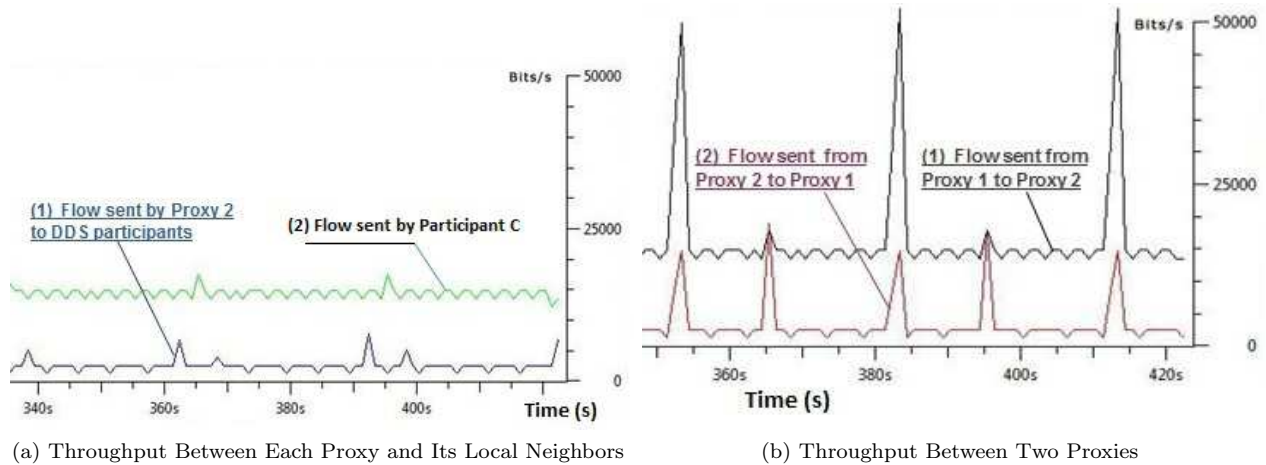 Bits/s
50000
(1) Flow sent by Proxy 2
to DDS participants
(2) Flow sent by Participant C
25000
0
340s 360s 380s 400s
Time (s)
(a) Throughput Between Each Proxy and Its Local Neighbors
Bits/s
50000
(2) Flow sent from
Proxy 2 to Proxy 1
(1) Flow sent from
Proxy 1 to Proxy 2
25000
0
360s 380s 400s 420s
Time (s)
(b) Throughput Between Two Proxies